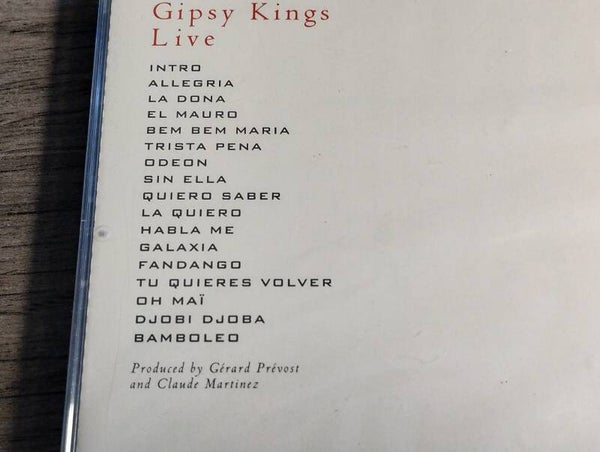 Gipsy Kings
Live
INTRO
ALLEGRIA
LA DONA
EL MAURO
BEM BEM MARIA
TRISTA PENA
ODEON
SIN ELLA
QUIERO SABER
LA QUIERO
HABLA ME
GALAXIA
FANDANGO
TU QUIERES VOLVER
OH MAÏ
DJOBI DJOBA
BAMBOLEO
Produced by Gérard Prévost
and Claude Martinez